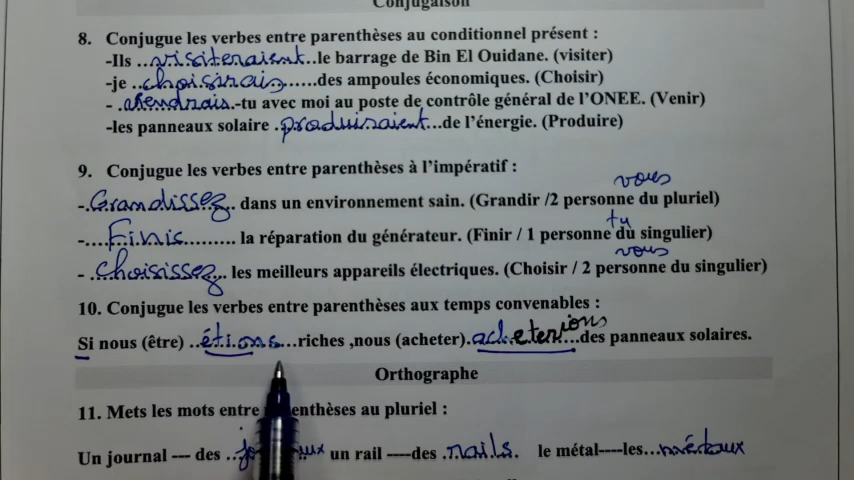 Conjugaison
8. Conjugue les verbes entre parenthèses au conditionnel présent :
-Ils ..visiteraient..le barrage de Bin El Ouidane. (visiter)
-je ..choisirais......des ampoules économiques. (Choisir)
- .viendrais.-tu avec moi au poste de contrôle général de l'ONEE. (Venir)
-les panneaux solaire .produiraient...de l'énergie. (Produire)
9. Conjugue les verbes entre parenthèses à l'impératif :
vous
-.Grandissez.. dans un environnement sain. (Grandir /2 personne du pluriel)
tu
-....Finis.......... la réparation du générateur. (Finir / 1 personne du singulier)
vous
- .choisissez.. les meilleurs appareils électriques. (Choisir / 2 personne du singulier)
10. Conjugue les verbes entre parenthèses aux temps convenables :
Si nous (être) ..étions...riches ,nous (acheter).achèterions...des panneaux solaires.
Orthographe
11. Mets les mots entre parenthèses au pluriel :
Un journal --- des .. un rail ----des .rails. le métal----les...métaux